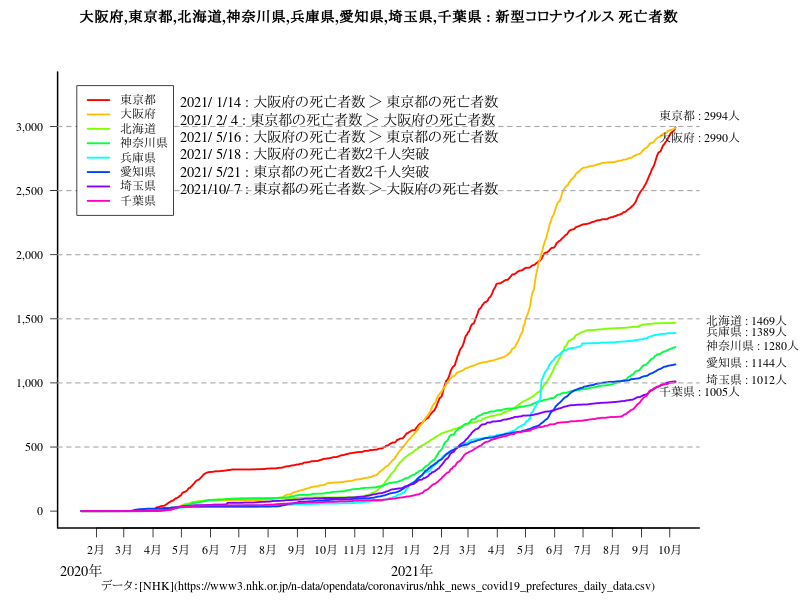 大阪府,東京都,北海道,神奈川県,兵庫県,愛知県,埼玉県,千葉県 : 新型コロナウイルス 死亡者数
東京都
大阪府
北海道
神奈川県
兵庫県
愛知県
埼玉県
千葉県
2021/ 1/14 : 大阪府の死亡者数 ＞ 東京都の死亡者数
2021/ 2/ 4 : 東京都の死亡者数 ＞ 大阪府の死亡者数
2021/ 5/16 : 大阪府の死亡者数 ＞ 東京都の死亡者数
2021/ 5/18 : 大阪府の死亡者数2千人突破
2021/ 5/21 : 東京都の死亡者数2千人突破
2021/10/ 7 : 東京都の死亡者数 ＞ 大阪府の死亡者数
東京都 : 2994人
大阪府 : 2990人
北海道 : 1469人
兵庫県 : 1389人
神奈川県 : 1280人
愛知県 : 1144人
埼玉県 : 1012人
千葉県 : 1005人
3,000
2,500
2,000
1,500
1,000
500
0
2月 3月 4月 5月 6月 7月 8月 9月 10月 11月 12月 1月 2月 3月 4月 5月 6月 7月 8月 9月 10月
2020年 2021年
データ：[NHK](https://www3.nhk.or.jp/n-data/opendata/coronavirus/nhk_news_covid19_prefectures_daily_data.csv)